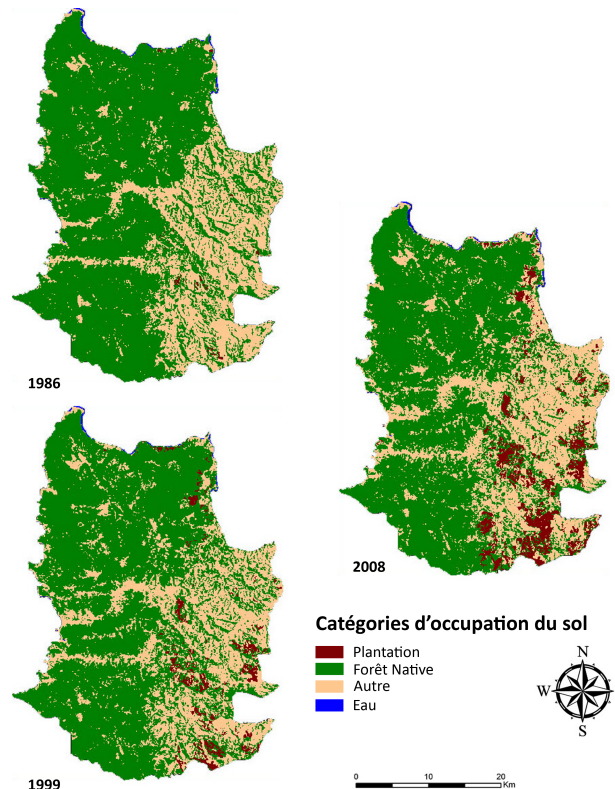 1986
2008
1999
Catégories d'occupation du sol
Plantation
Forêt Native
Autre
Eau
N
W E
S
0 10 20
Km